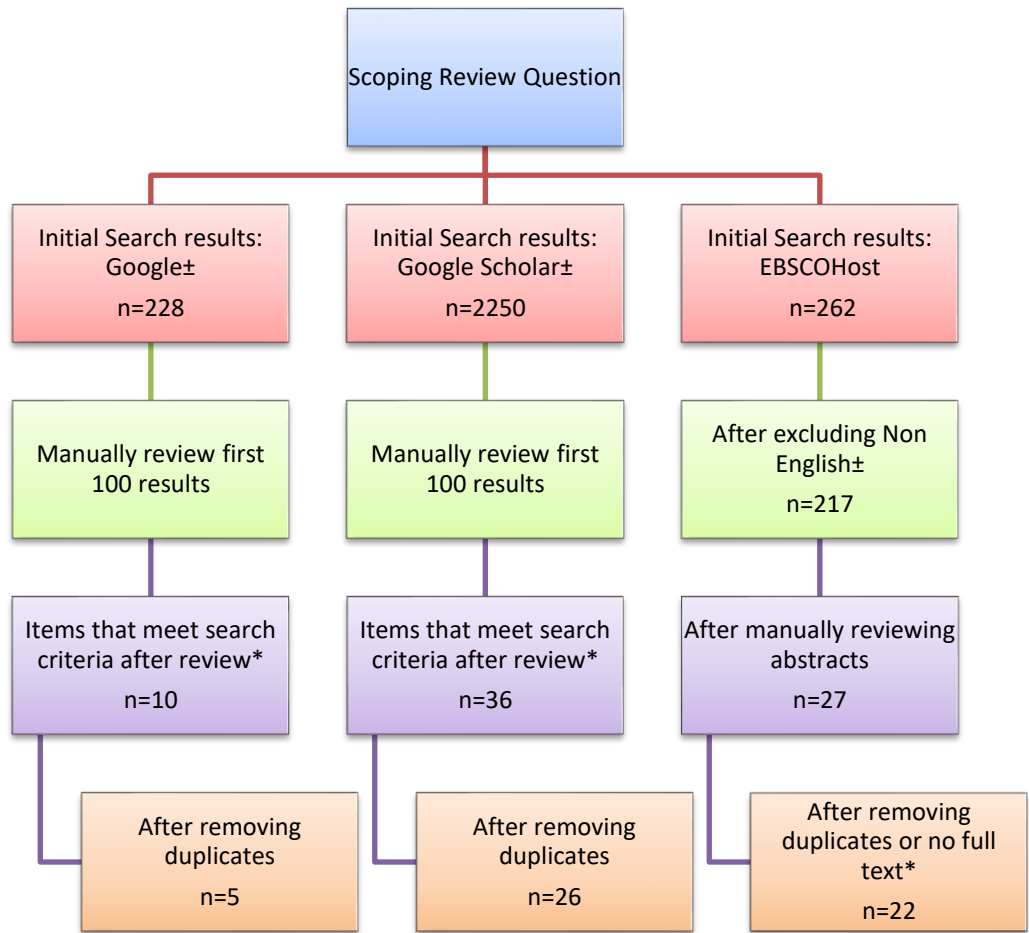 Scoping Review Question
Initial Search results:
Google±
n=228
Initial Search results:
Google Scholar±
n=2250
Initial Search results:
EBSCOHost
n=262
Manually review first
100 results
Manually review first
100 results
After excluding Non
English±
n=217
Items that meet search
criteria after review*
n=10
Items that meet search
criteria after review*
n=36
After manually reviewing
abstracts
n=27
After removing
duplicates
n=5
After removing
duplicates
n=26
After removing
duplicates or no full
text*
n=22